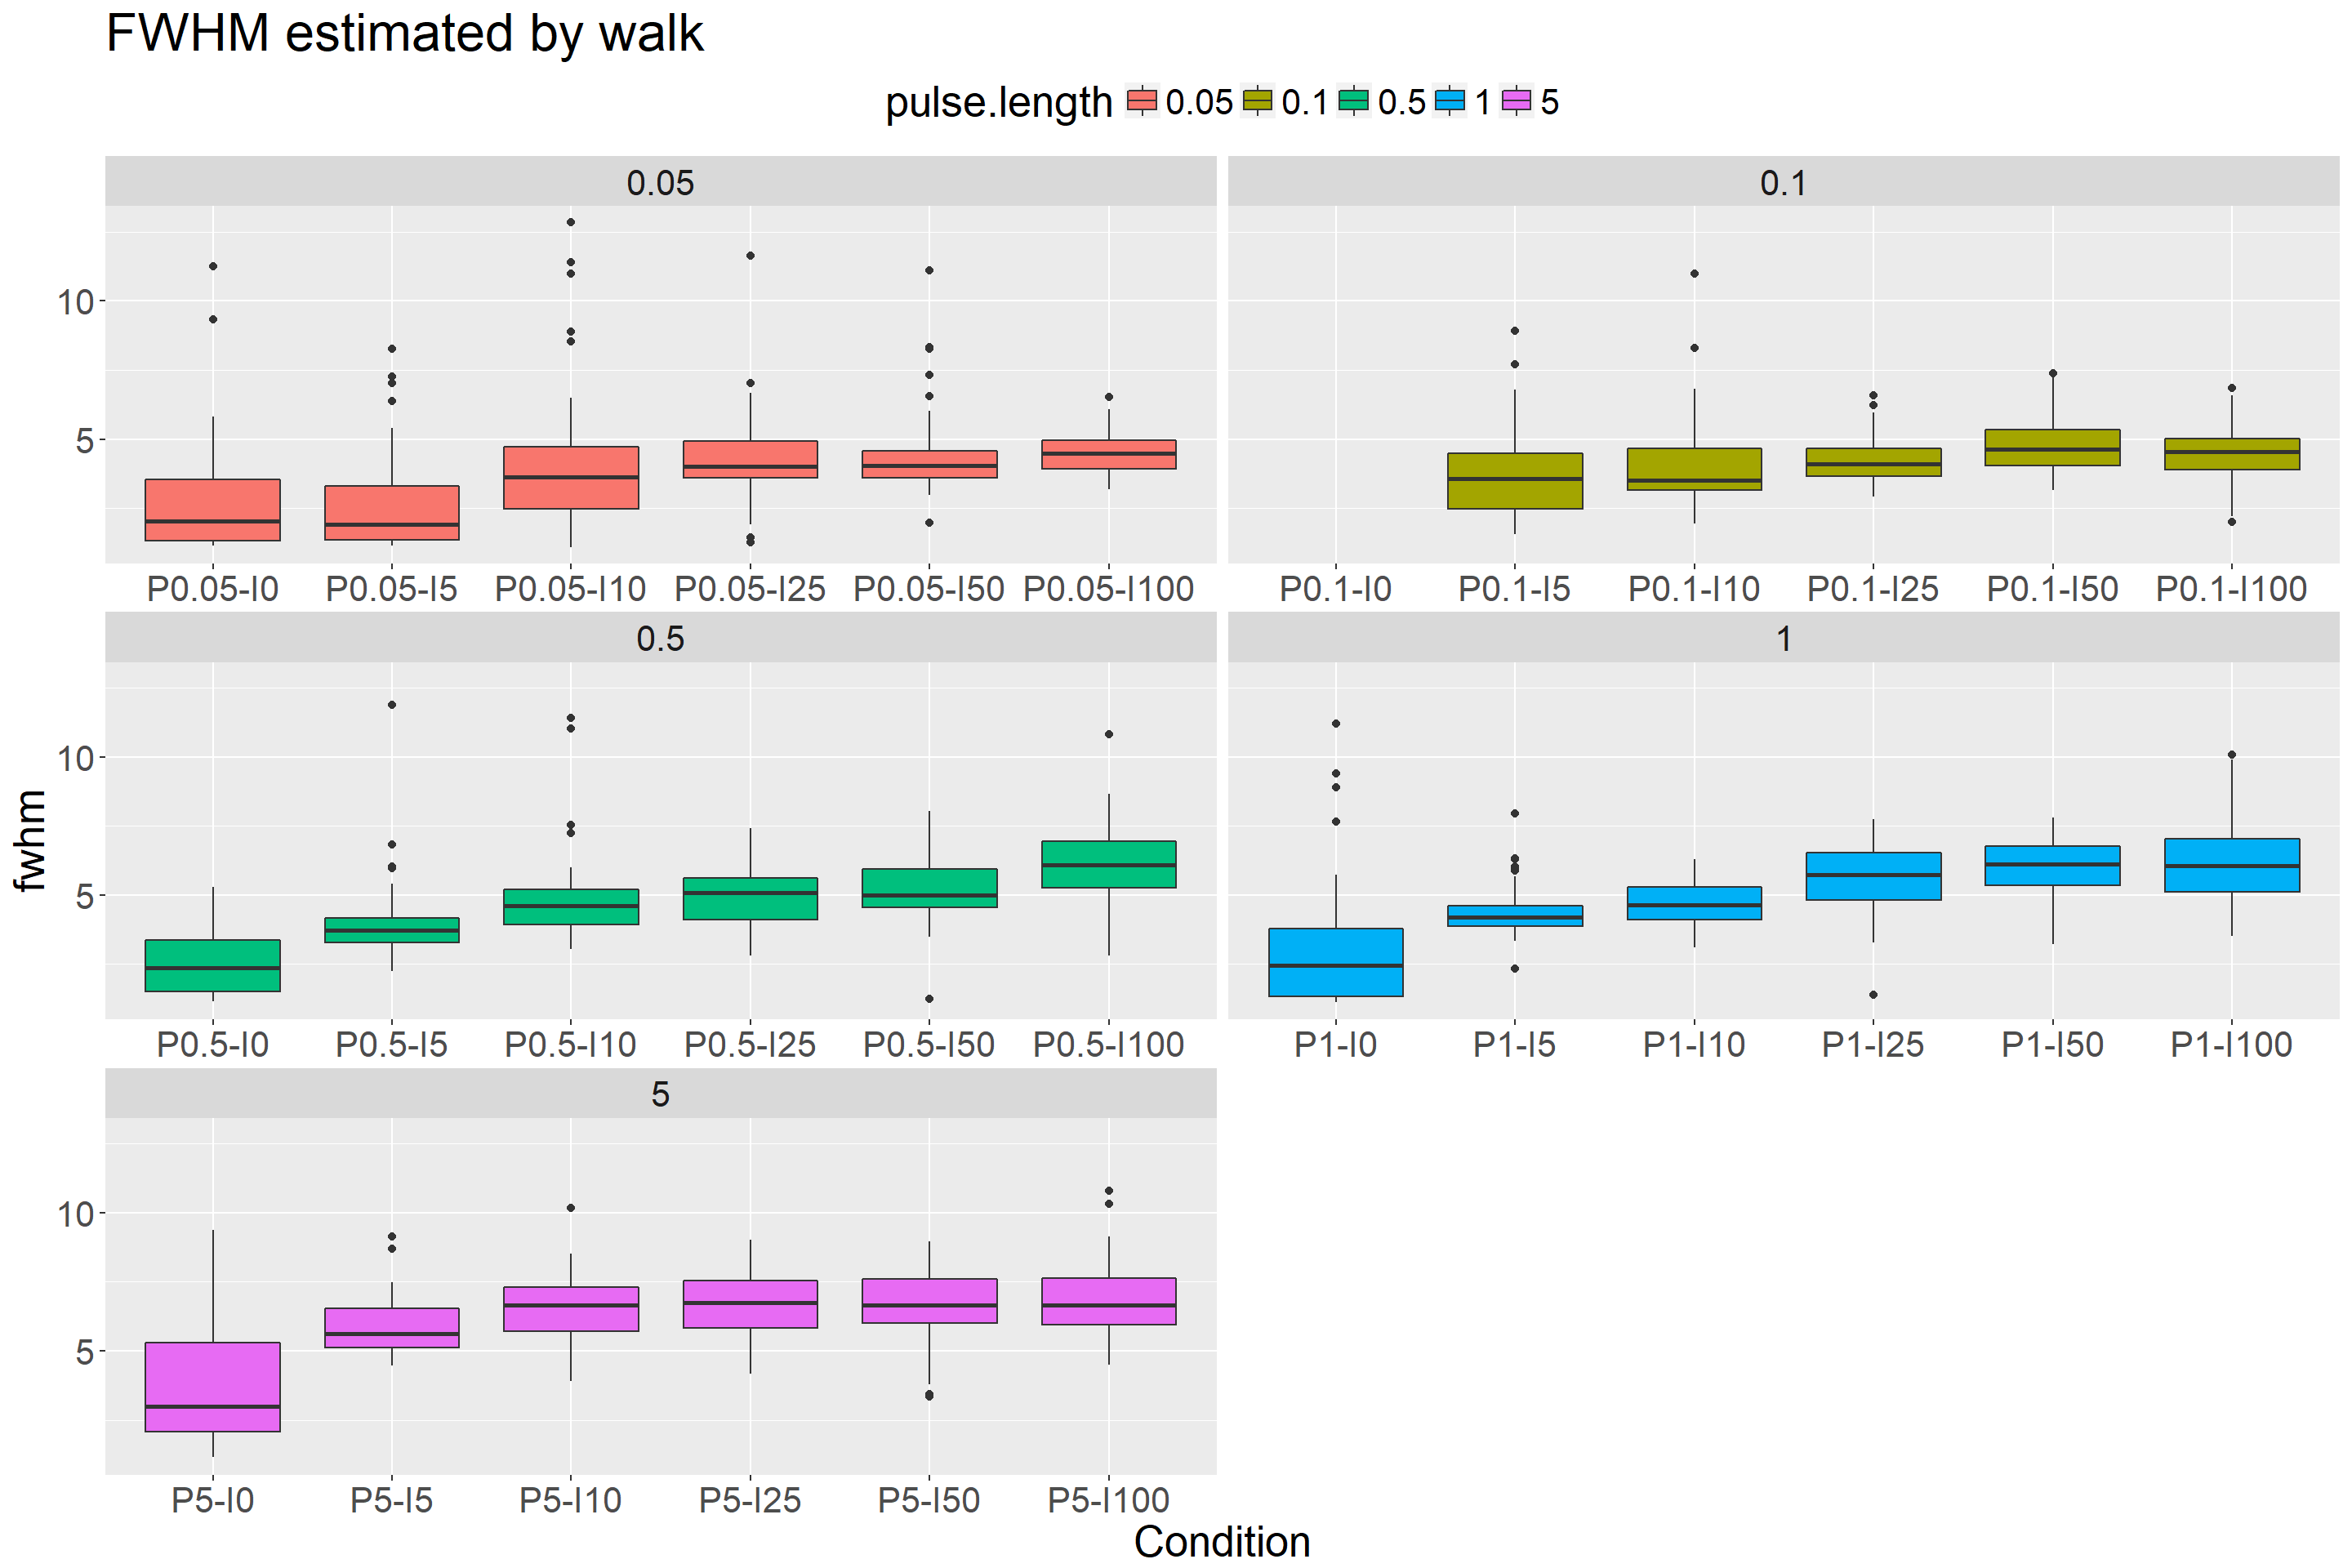 FWHM estimated by walk
pulse.length 0.05 0.1 0.5 1 5
0.05
0.1
10
5
P0.05-I0 P0.05-I5 P0.05-I10 P0.05-I25 P0.05-I50 P0.05-I100
P0.1-I0 P0.1-I5 P0.1-I10 P0.1-I25 P0.1-I50 P0.1-I100
0.5
1
fwhm
10
5
P0.5-I0 P0.5-I5 P0.5-I10 P0.5-I25 P0.5-I50 P0.5-I100
P1-I0 P1-I5 P1-I10 P1-I25 P1-I50 P1-I100
5
10
5
P5-I0 P5-I5 P5-I10 P5-I25 P5-I50 P5-I100
Condition